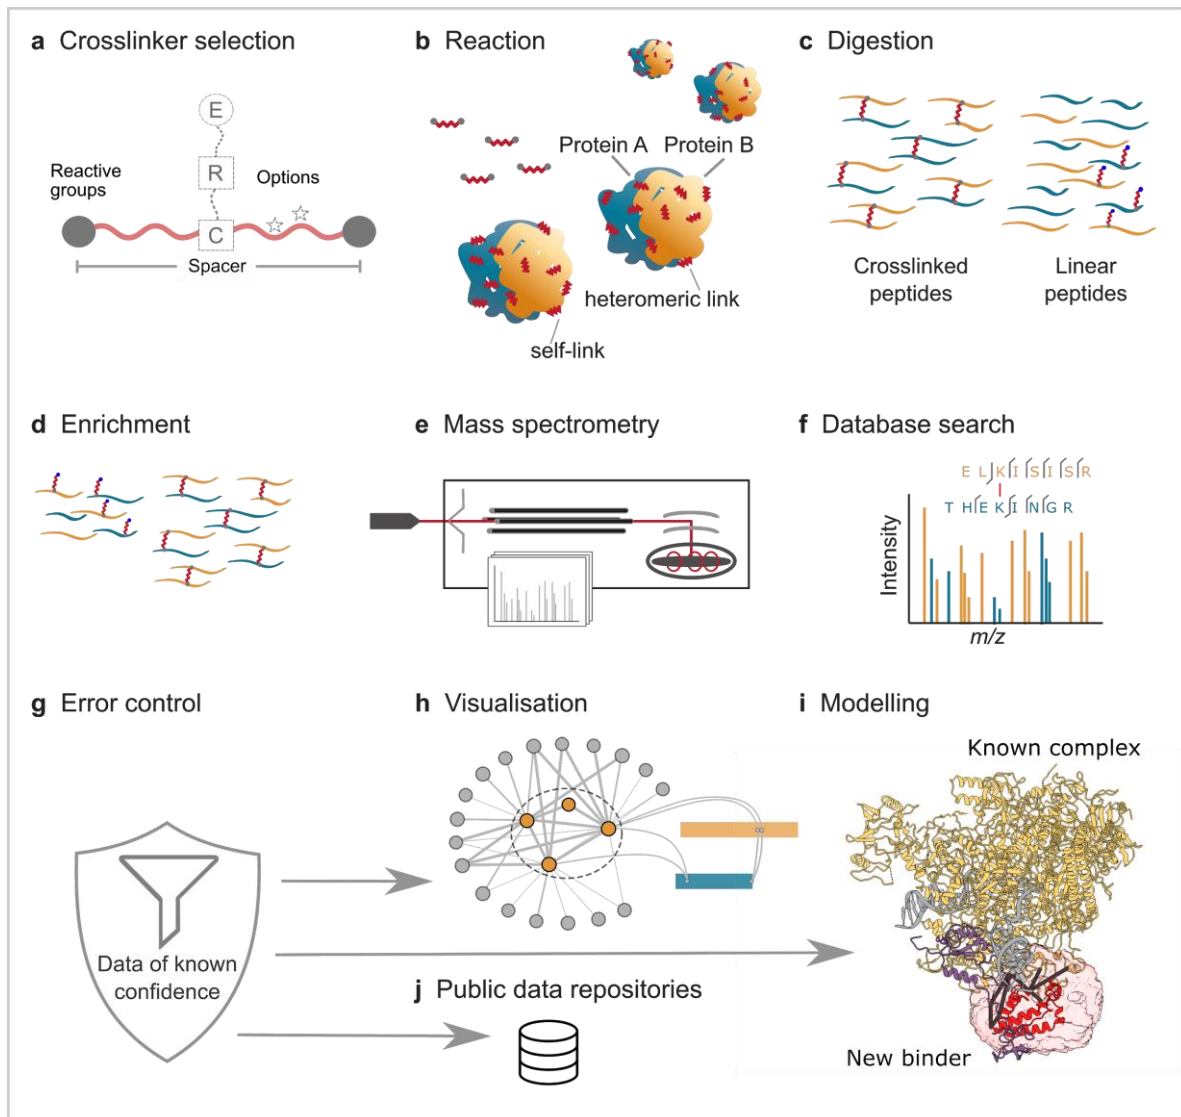 a Crosslinker selection
E
R
C
Reactive
groups
Options
Spacer
b Reaction
Protein A
Protein B
heteromeric link
self-link
c Digestion
Crosslinked
peptides
Linear
peptides
d Enrichment
e Mass spectrometry
f Database search
E L K I S I S R
T H E K I N G R
Intensity
m/z
g Error control
Data of known
confidence
h Visualisation
i Modelling
Known complex
New binder
j Public data repositories